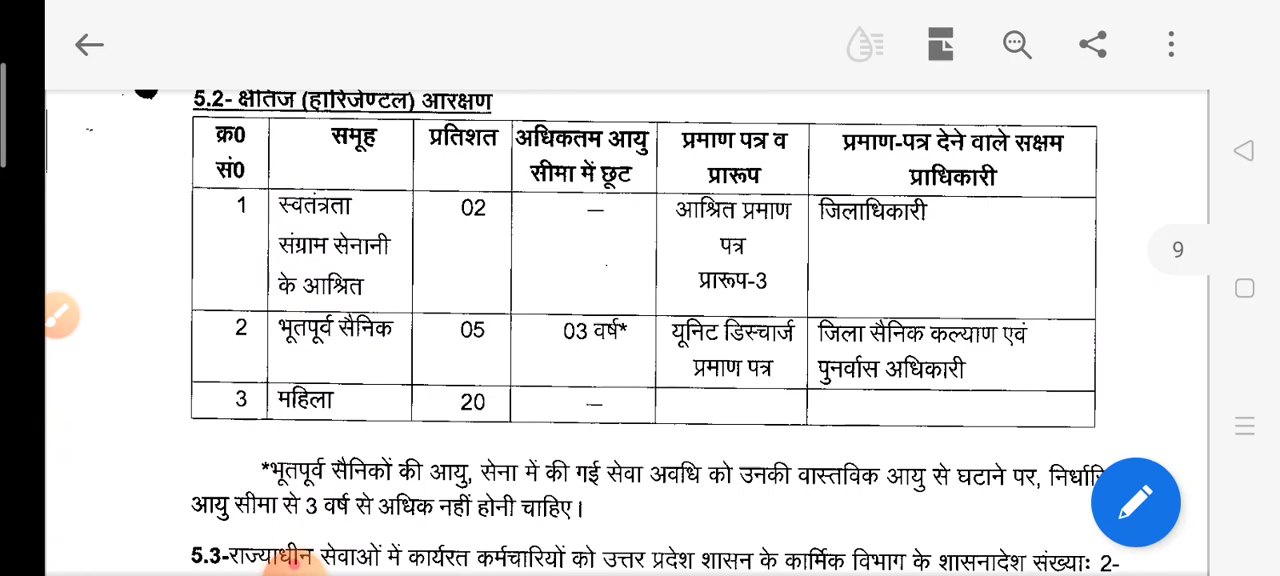 5.2- क्षैतिज (हारिजेण्टल) आरक्षण
क्र0 सं0 समूह प्रतिशत अधिकतम आयु सीमा में छूट प्रमाण पत्र व प्रारूप प्रमाण-पत्र देने वाले सक्षम प्राधिकारी
1 स्वतंत्रता संग्राम सेनानी के आश्रित 02 — आश्रित प्रमाण पत्र प्रारूप-3 जिलाधिकारी
9
2 भूतपूर्व सैनिक 05 03 वर्ष* यूनिट डिस्चार्ज प्रमाण पत्र जिला सैनिक कल्याण एवं पुनर्वास अधिकारी
3 महिला 20 —
*भूतपूर्व सैनिकों की आयु, सेना में की गई सेवा अवधि को उनकी वास्तविक आयु से घटाने पर,
आयु सीमा से 3 वर्ष से अधिक नहीं होनी चाहिए।
5.3-राज्याधीन सेवाओं में कार्यरत कर्मचारियों को उत्तर प्रदेश शासन के कार्मिक विभाग के शासनादेश संख्याः 2-